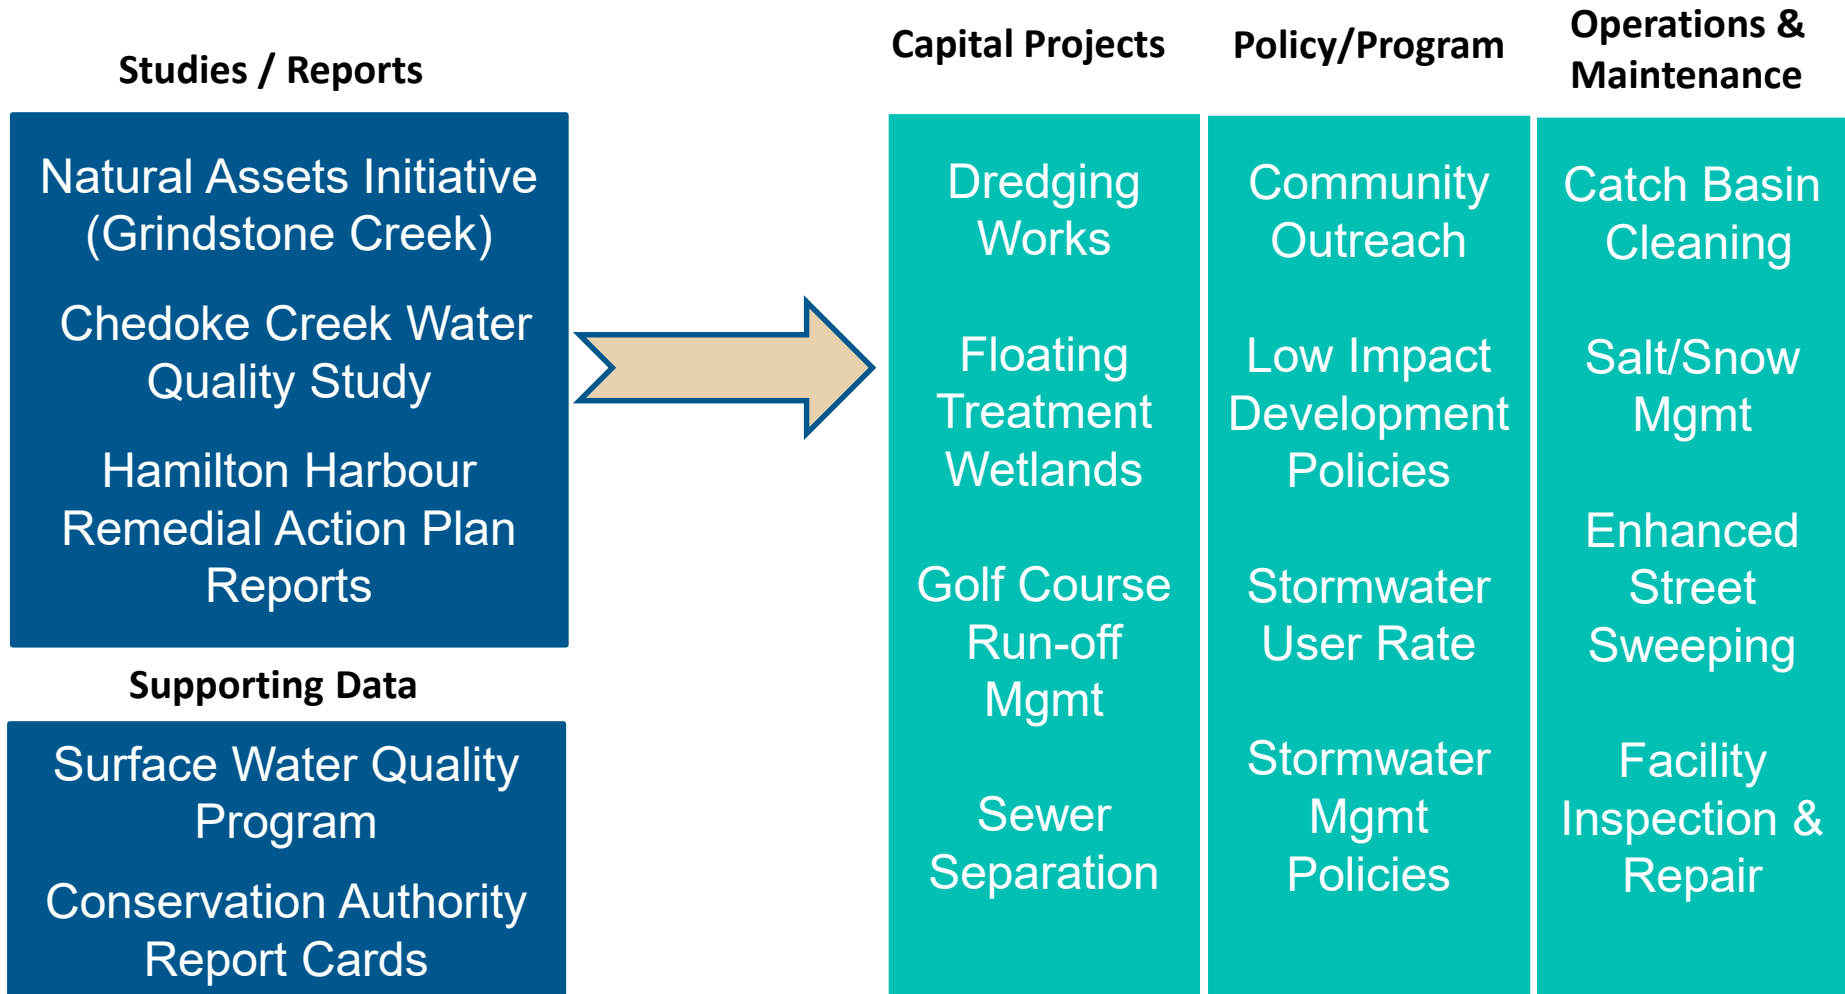 Studies / Reports
Natural Assets Initiative
(Grindstone Creek)
Chedoke Creek Water
Quality Study
Hamilton Harbour
Remedial Action Plan
Reports
Supporting Data
Surface Water Quality
Program
Conservation Authority
Report Cards
Capital Projects
Dredging
Works
Floating
Treatment
Wetlands
Golf Course
Run-off
Mgmt
Sewer
Separation
Policy/Program
Community
Outreach
Low Impact
Development
Policies
Stormwater
User Rate
Stormwater
Mgmt
Policies
Operations &
Maintenance
Catch Basin
Cleaning
Salt/Snow
Mgmt
Enhanced
Street
Sweeping
Facility
Inspection &
Repair